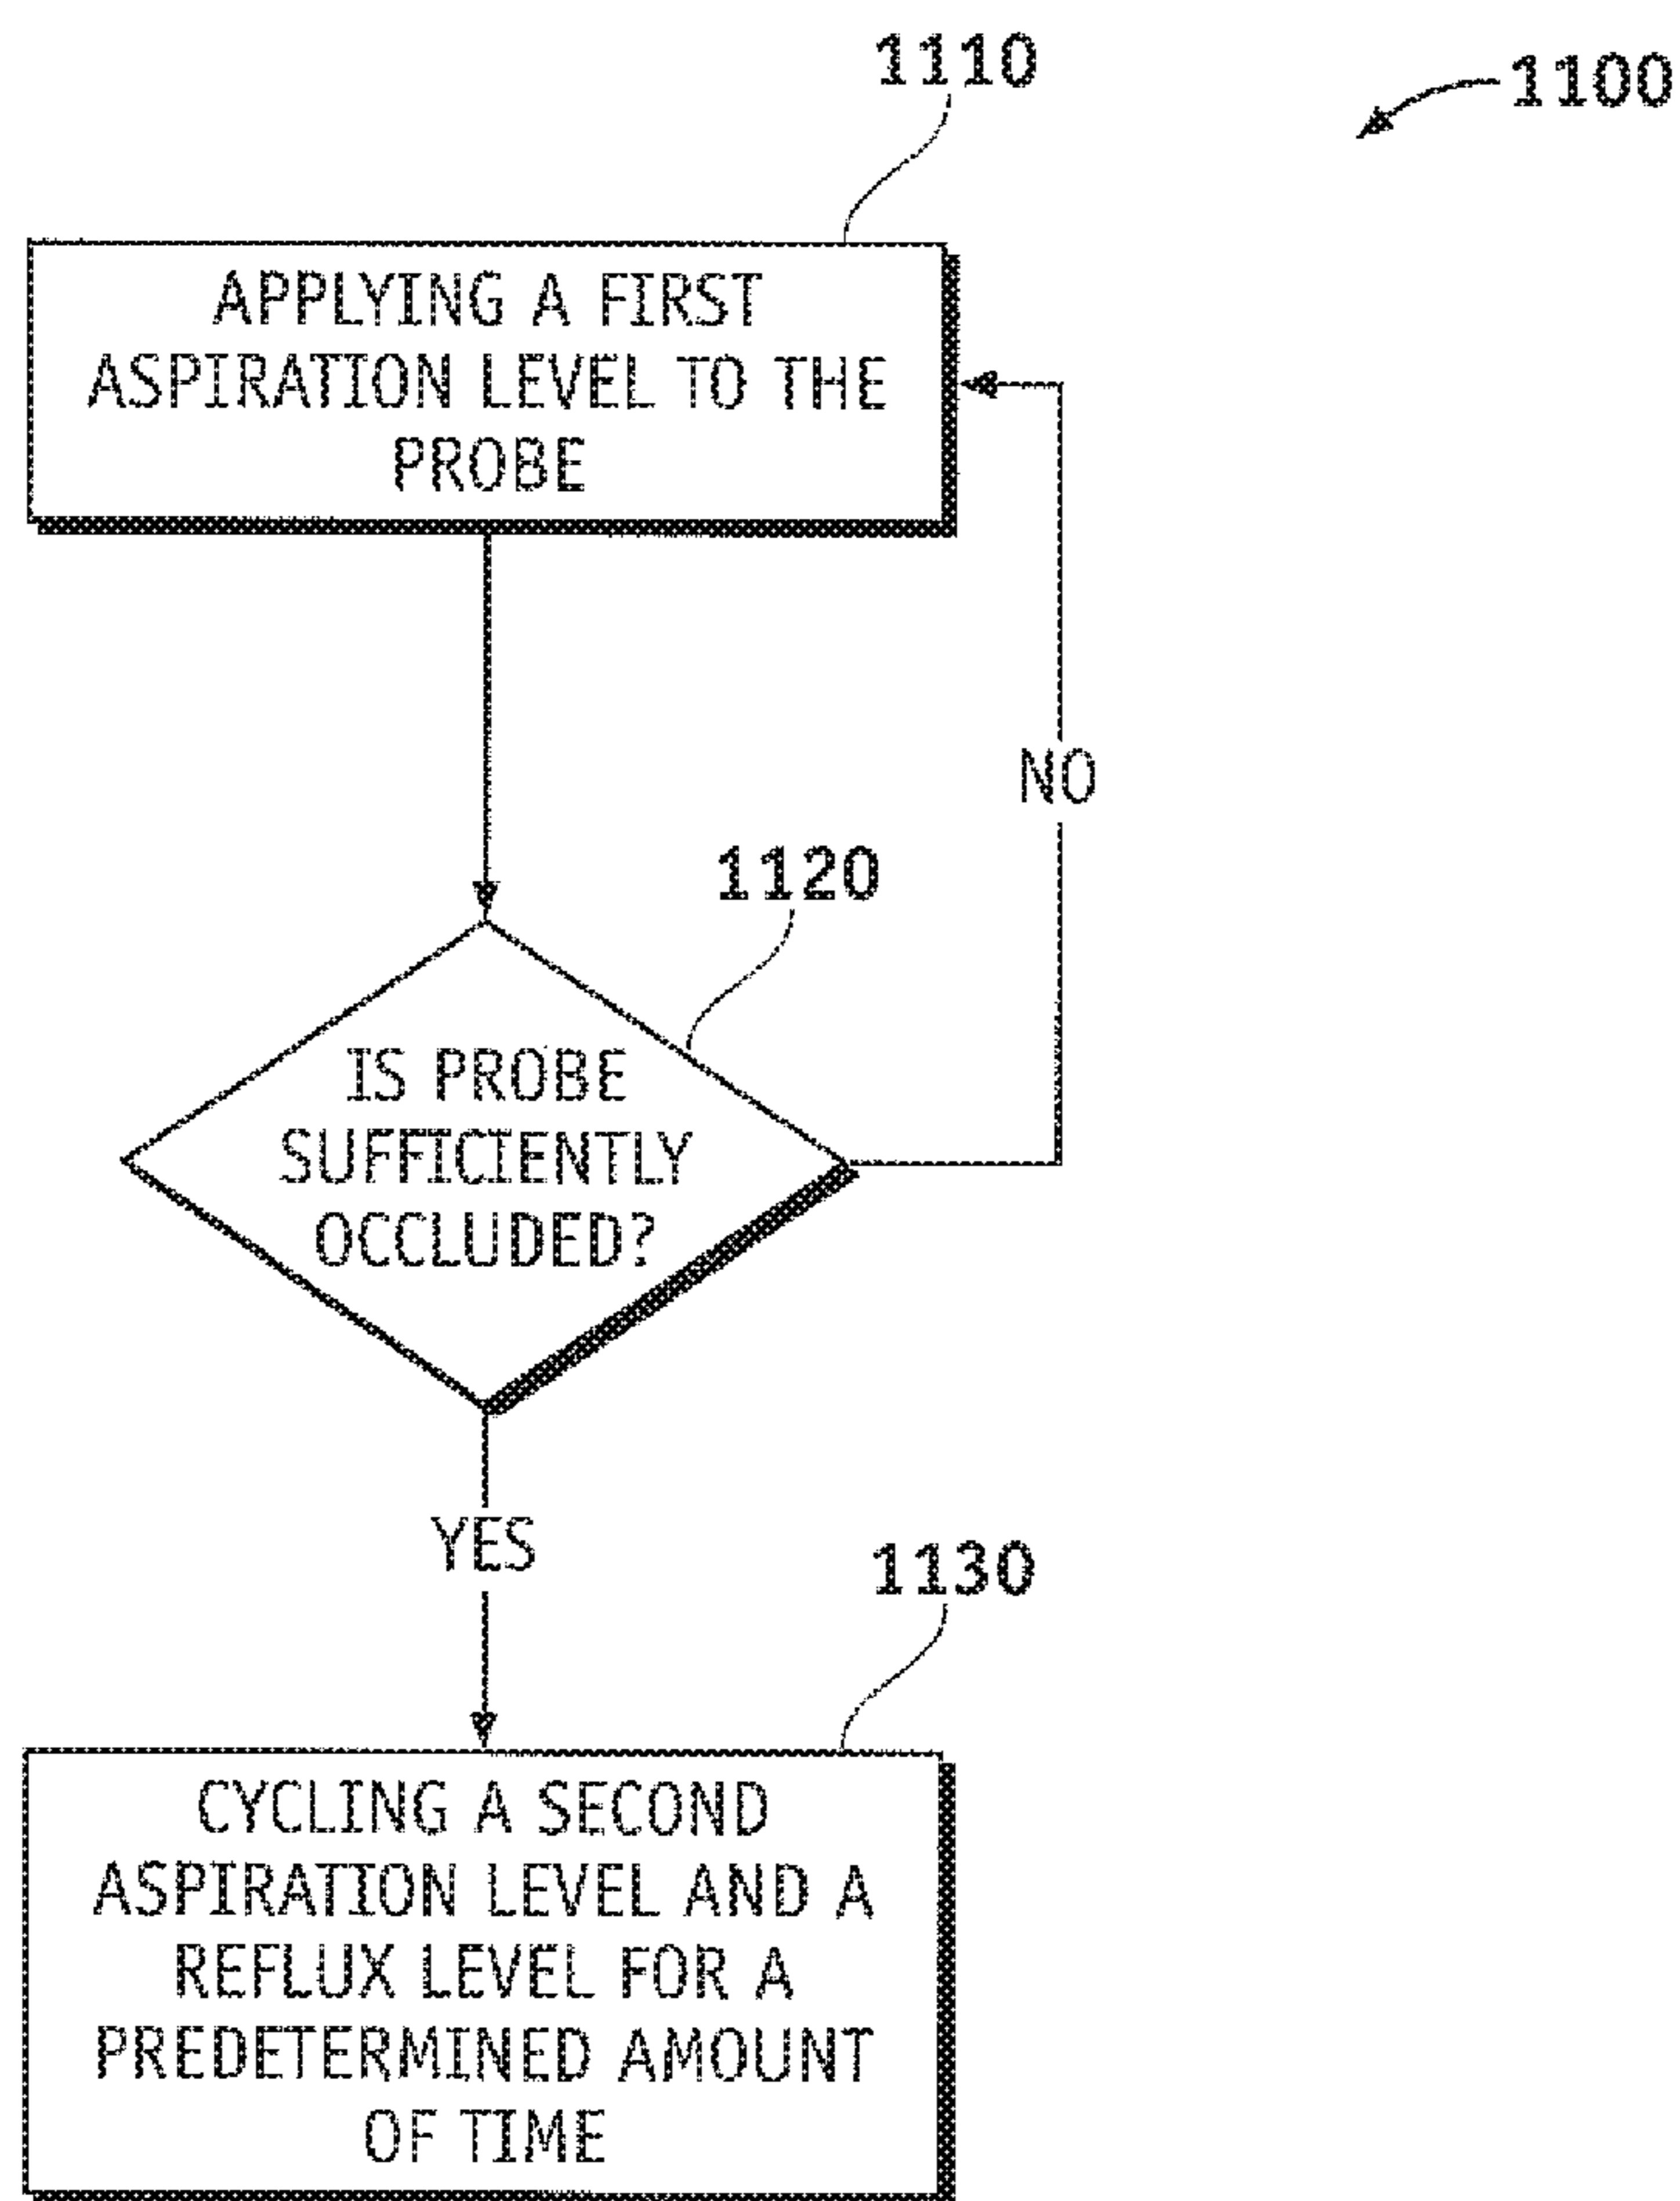 1110
1100
APPLYING A FIRST
ASPIRATION LEVEL TO THE
PROBE
NO
1120
IS PROBE
SUFFICIENTLY
OCCLUDED?
YES
1130
CYCLING A SECOND
ASPIRATION LEVEL AND A
REFLUX LEVEL FOR A
PREDETERMINED AMOUNT
OF TIME